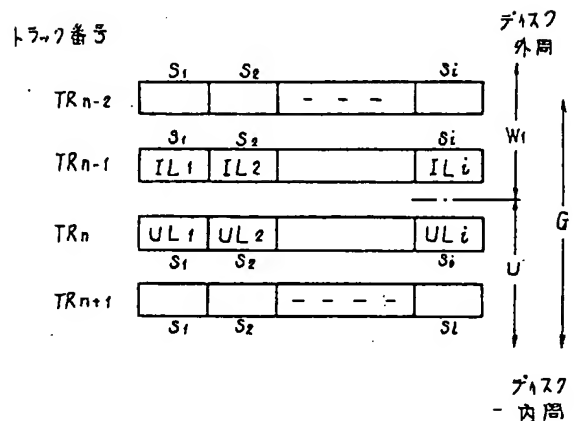 トラック番号
ディスク
外周
S1 S2 Si
TRn-2 - - -
S1 S2 Si
TRn-1 IL1 IL2 ILi
W1
G
TRn UL1 UL2 ULi
S1 S2 Si
U
TRn+1 - - - -
S1 S2 Si
ディスク
内周